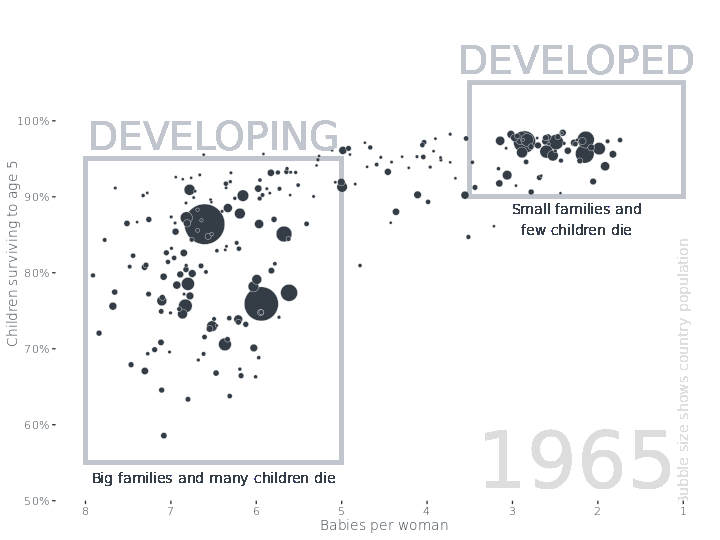 DEVELOPED
DEVELOPING
100%
90%
80%
70%
60%
50%
Children surviving to age 5
Small families and
few children die
Big families and many children die
1965
Bubble size shows country population
8 7 6 5 4 3 2 1
Babies per woman